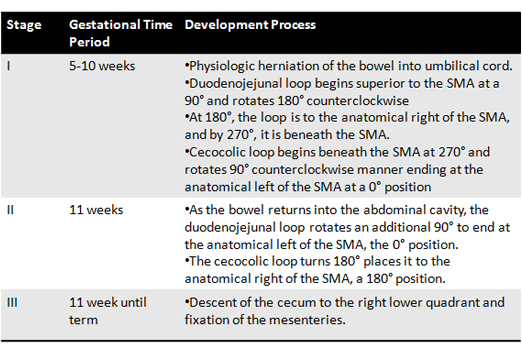 Stage Gestational Time Development Process
Period
I 5-10 weeks •Physiologic herniation of the bowel into umbilical cord.
•Duodenojejunal loop begins superior to the SMA at a
90° and rotates 180° counterclockwise
•At 180°, the loop is to the anatomical right of the SMA,
and by 270°, it is beneath the SMA.
•Cecocolic loop begins beneath the SMA at 270° and
rotates 90° counterclockwise manner ending at the
anatomical left of the SMA at a 0° position
II 11 weeks •As the bowel returns into the abdominal cavity, the
duodenojejunal loop rotates an additional 90° to end at
the anatomical left of the SMA, the 0° position.
•The cecocolic loop turns 180° places it to the
anatomical right of the SMA, a 180° position.
III 11 week until •Descent of the cecum to the right lower quadrant and
term fixation of the mesenteries.